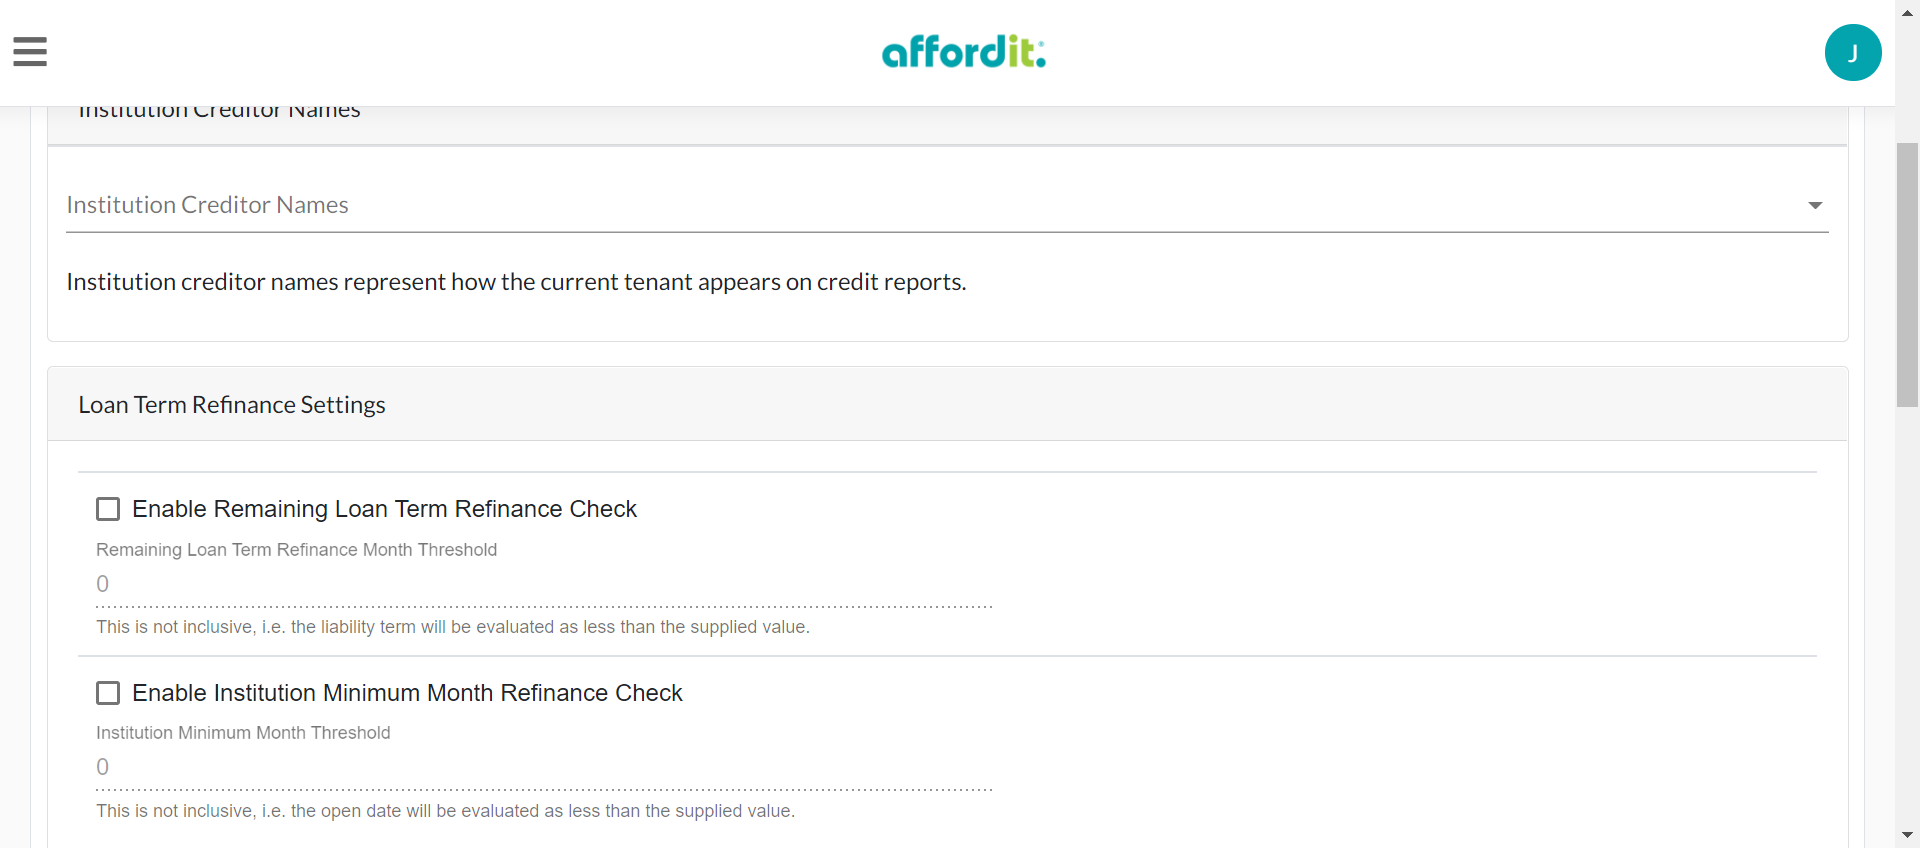 affordit:
J
Institution Creditor Names
Institution Creditor Names
Institution creditor names represent how the current tenant appears on credit reports.
Loan Term Refinance Settings
Enable Remaining Loan Term Refinance Check
Remaining Loan Term Refinance Month Threshold
0
This is not inclusive, i.e. the liability term will be evaluated as less than the supplied value.
Enable Institution Minimum Month Refinance Check
Institution Minimum Month Threshold
0
This is not inclusive, i.e. the open date will be evaluated as less than the supplied value.